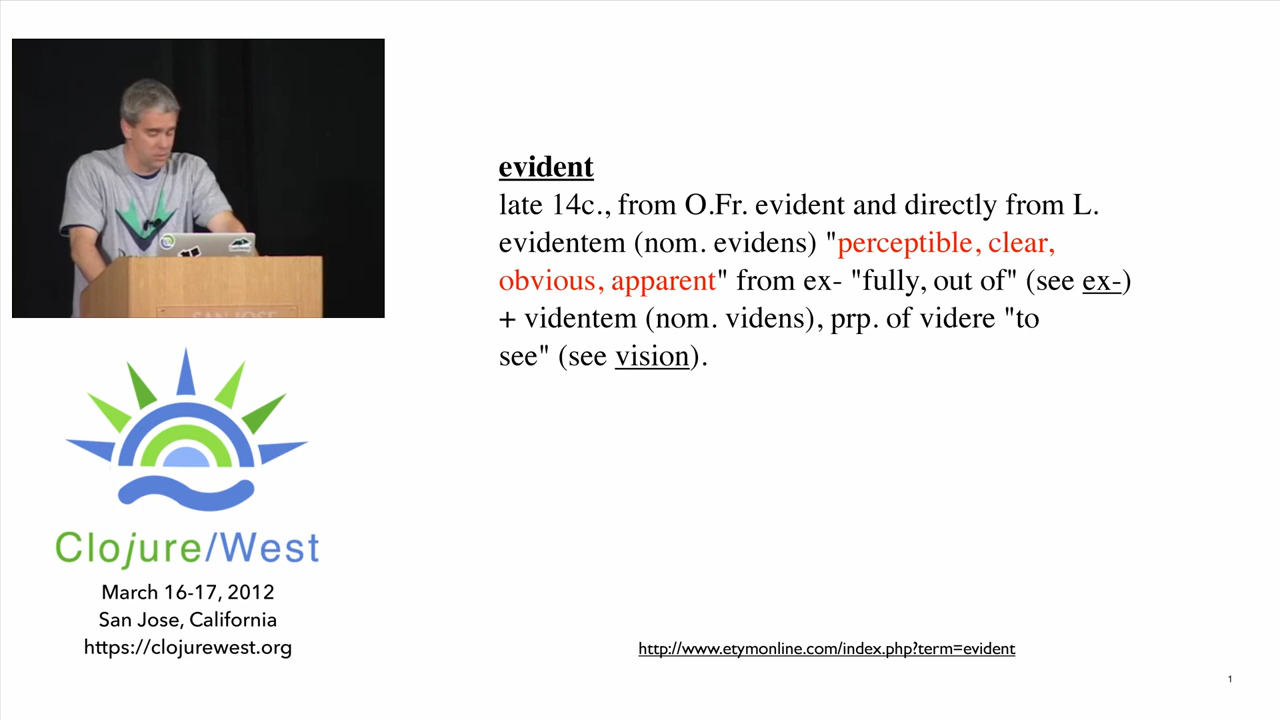 evident
late 14c., from O.Fr. evident and directly from L.
evidentem (nom. evidens) "perceptible, clear,
obvious, apparent" from ex- "fully, out of" (see ex-)
+ videntem (nom. videns), prp. of videre "to
see" (see vision).
SAN JOSE
Clojure/West
March 16-17, 2012
San Jose, California
https://clojurewest.org
http://www.etymonline.com/index.php?term=evident
1